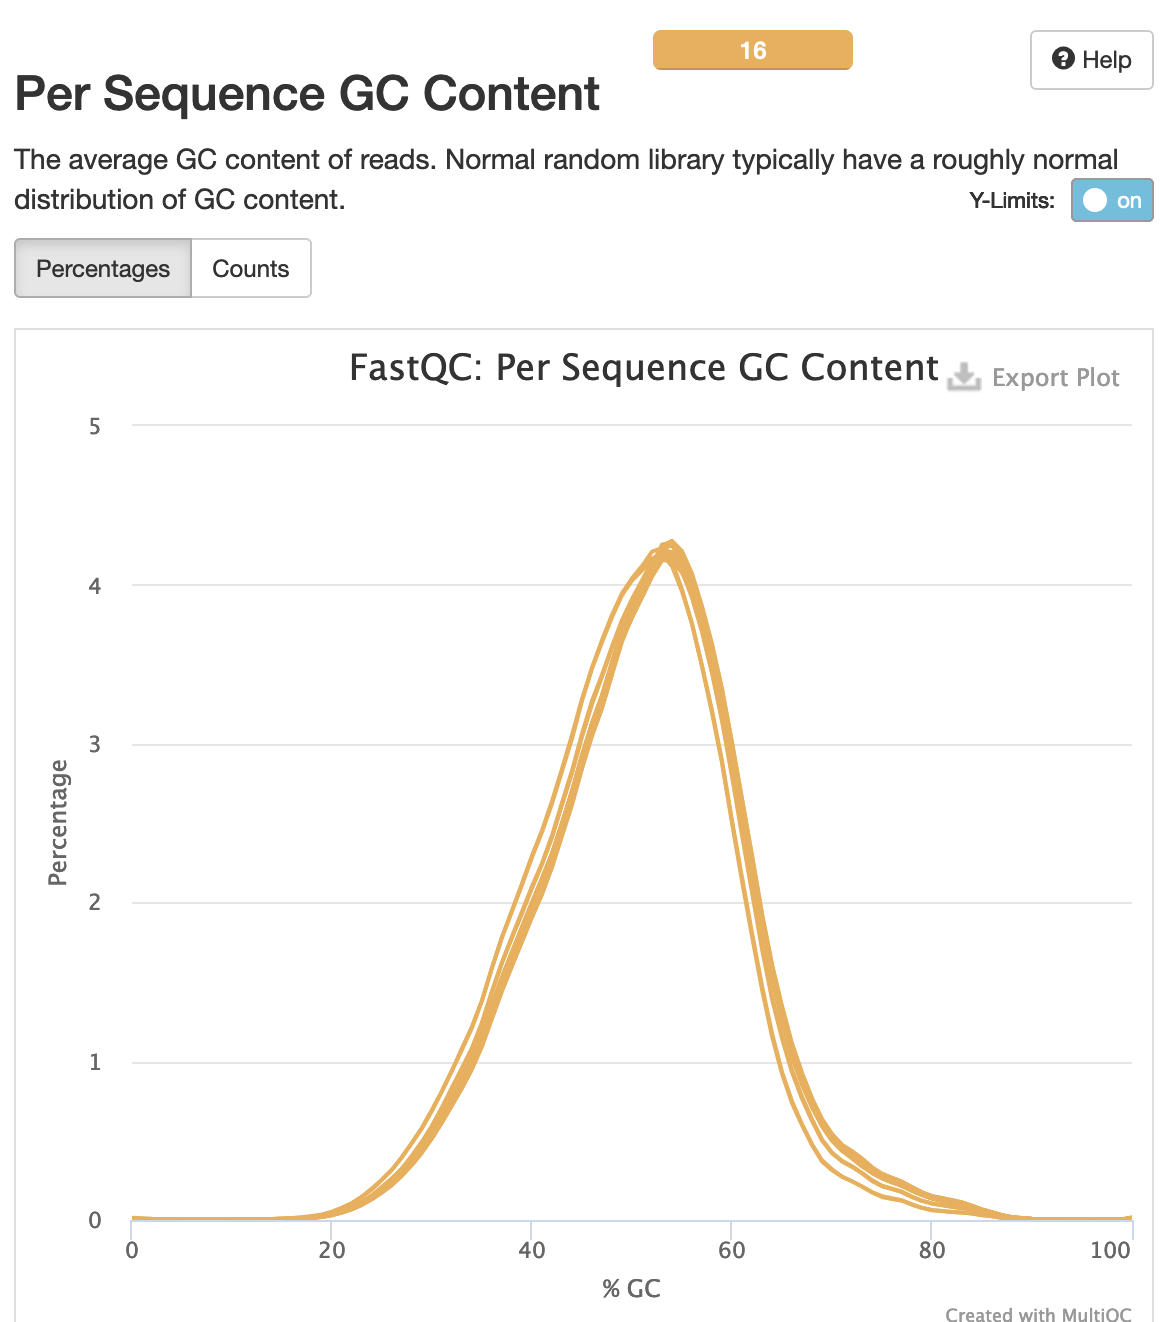 16
Help
Per Sequence GC Content
The average GC content of reads. Normal random library typically have a roughly normal
distribution of GC content.
Y-Limits: on
Percentages Counts
FastQC: Per Sequence GC Content
Export Plot
5
4
3
2
1
0
Percentage
0 20 40 60 80 100
% GC
Created with MultiQC